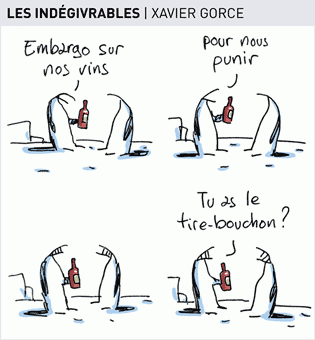 LES INDÉGIVRABLES | XAVIER GORCE
Embargo sur
nos vins
pour nous
punir
Tu as le
tire-bouchon?